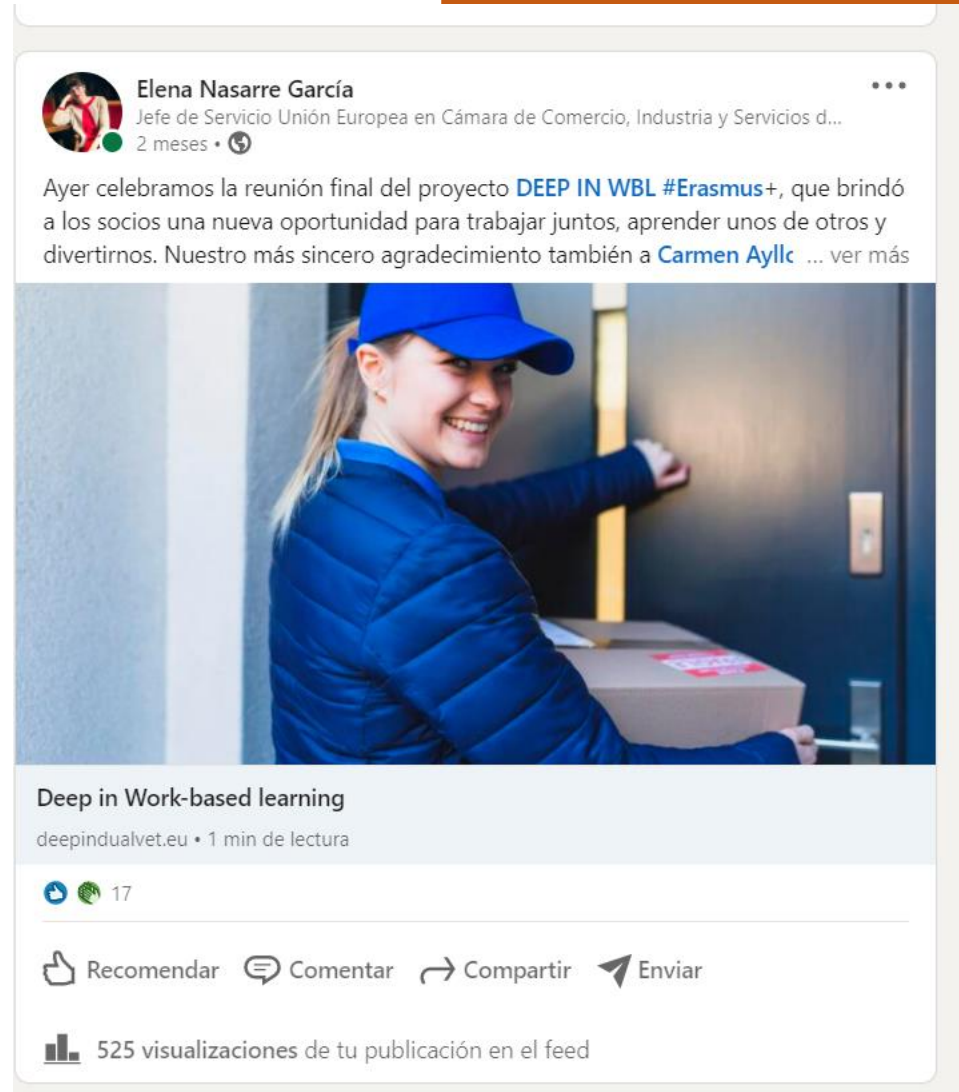 Elena Nasarre García
Jefe de Servicio Unión Europea en Cámara de Comercio, Industria y Servicios d...
2 meses •
Ayer celebramos la reunión final del proyecto DEEP IN WBL #Erasmus+, que brindó
a los socios una nueva oportunidad para trabajar juntos, aprender unos de otros y
divertirnos. Nuestro más sincero agradecimiento también a Carmen ... ver más
Deep in Work-based learning
deepindualvet.eu • 1 min de lectura
17
Recomendar Comentar Compartir Enviar
525 visualizaciones de tu publicación en el feed